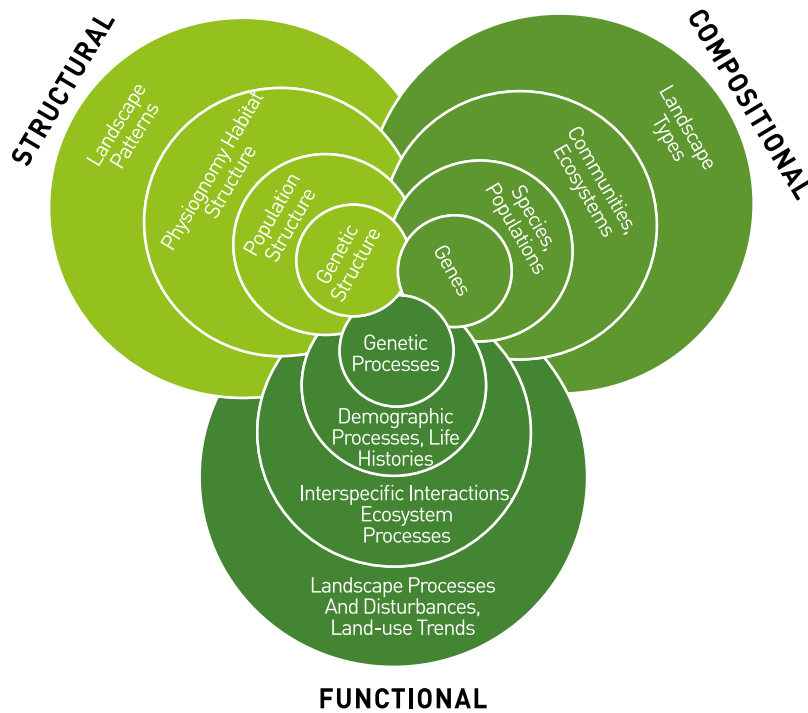 STRUCTURAL
Landscape
Patterns
Physiognomy Habitat
Structure
Population
Structure
Genetic
Structure
COMPOSITIONAL
Landscape
Types
Communities,
Ecosystems
Species,
Populations
Genes
Genetic
Processes
Demographic
Processes, Life
Histories
Interspecific Interactions,
Ecosystem
Processes
Landscape Processes
And Disturbances,
Land-use Trends
FUNCTIONAL